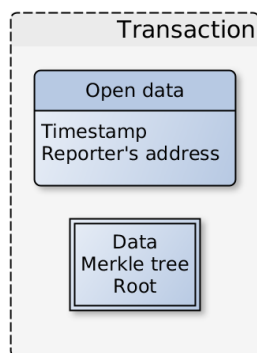 Transaction
Open data
Timestamp
Reporter's address
Data
Merkle tree
Root